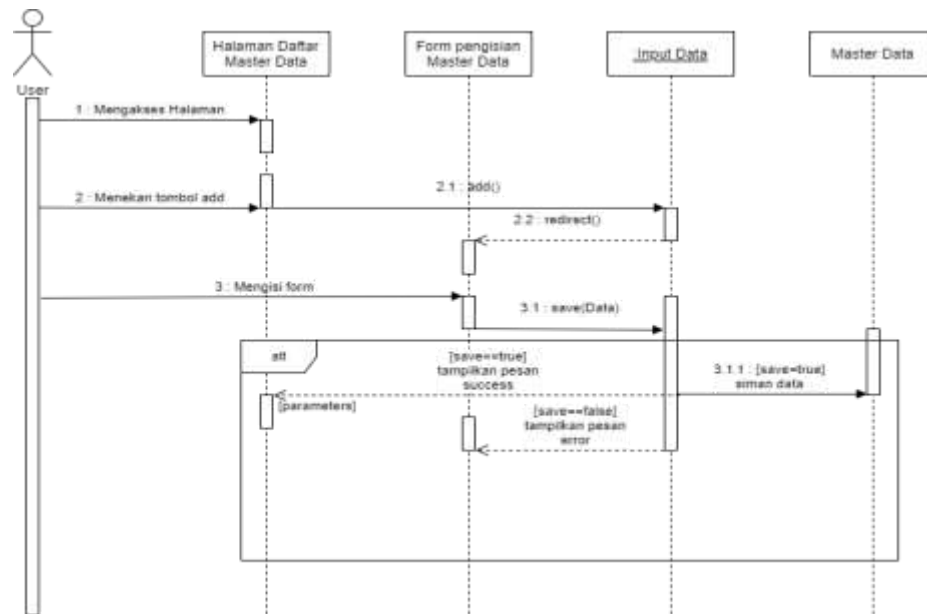 Halaman Daftar
Master Data
Form pengisian
Master Data
Input Data
Master Data
User
1 : Mengakses Halaman
2 : Menekan tombol add
2.1 : add()
2.2 : redirect()
3 : Mengisi form
3.1 : save(Data)
alt
[save==true]
tampilkan pesan
success
3.1.1 : [save=true]
siman data
[parameters]
[save==false]
tampilkan pesan
error